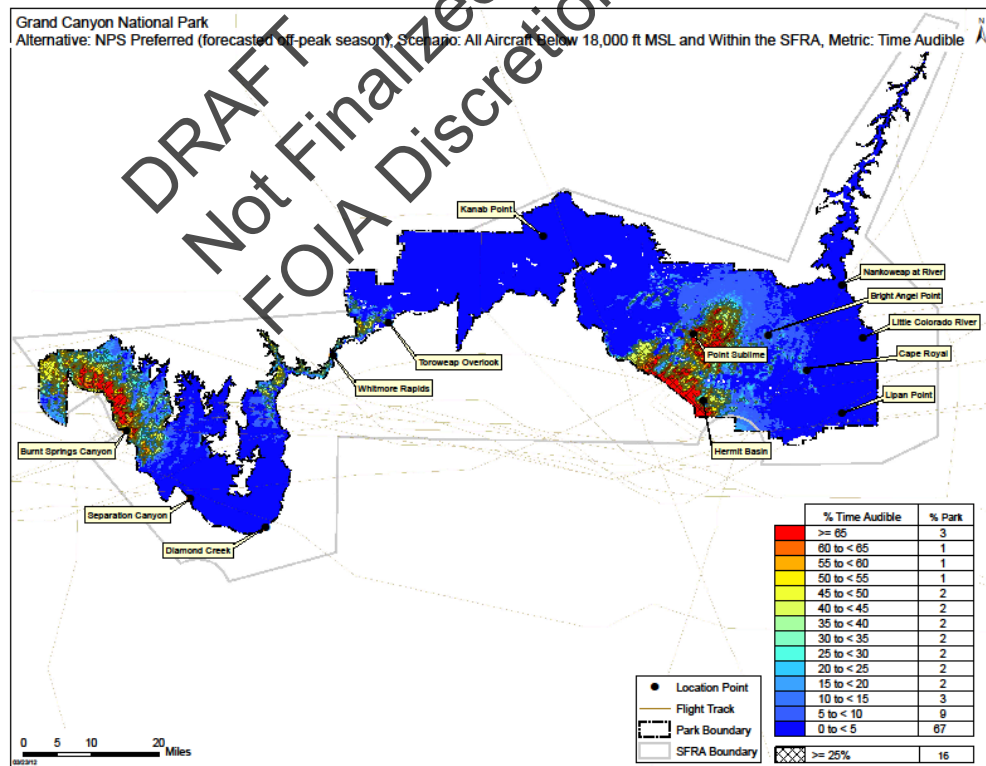 Grand Canyon National Park
Alternative: NPS Preferred (forecasted off-peak season), Scenario: All Aircraft Below 18,000 ft MSL and Within the SFRA, Metric: Time Audible
N
DRAFT
Not Finalized
FOIA Discretion
Kanab Point
Nankoweap at River
Bright Angel Point
Little Colorado River
Point Sublime
Cape Royal
Toroweap Overlook
Whitmore Rapids
Lipan Point
Burnt Springs Canyon
Hermit Basin
Separation Canyon
Diamond Creek
% Time Audible % Park
>= 65 3
60 to < 65 1
55 to < 60 1
50 to < 55 1
45 to < 50 2
40 to < 45 2
35 to < 40 2
30 to < 35 2
25 to < 30 2
20 to < 25 2
15 to < 20 2
10 to < 15 3
5 to < 10 9
0 to < 5 67
>= 25% 16
Location Point
Flight Track
Park Boundary
SFRA Boundary
0 5 10 20 Miles
03/23/12